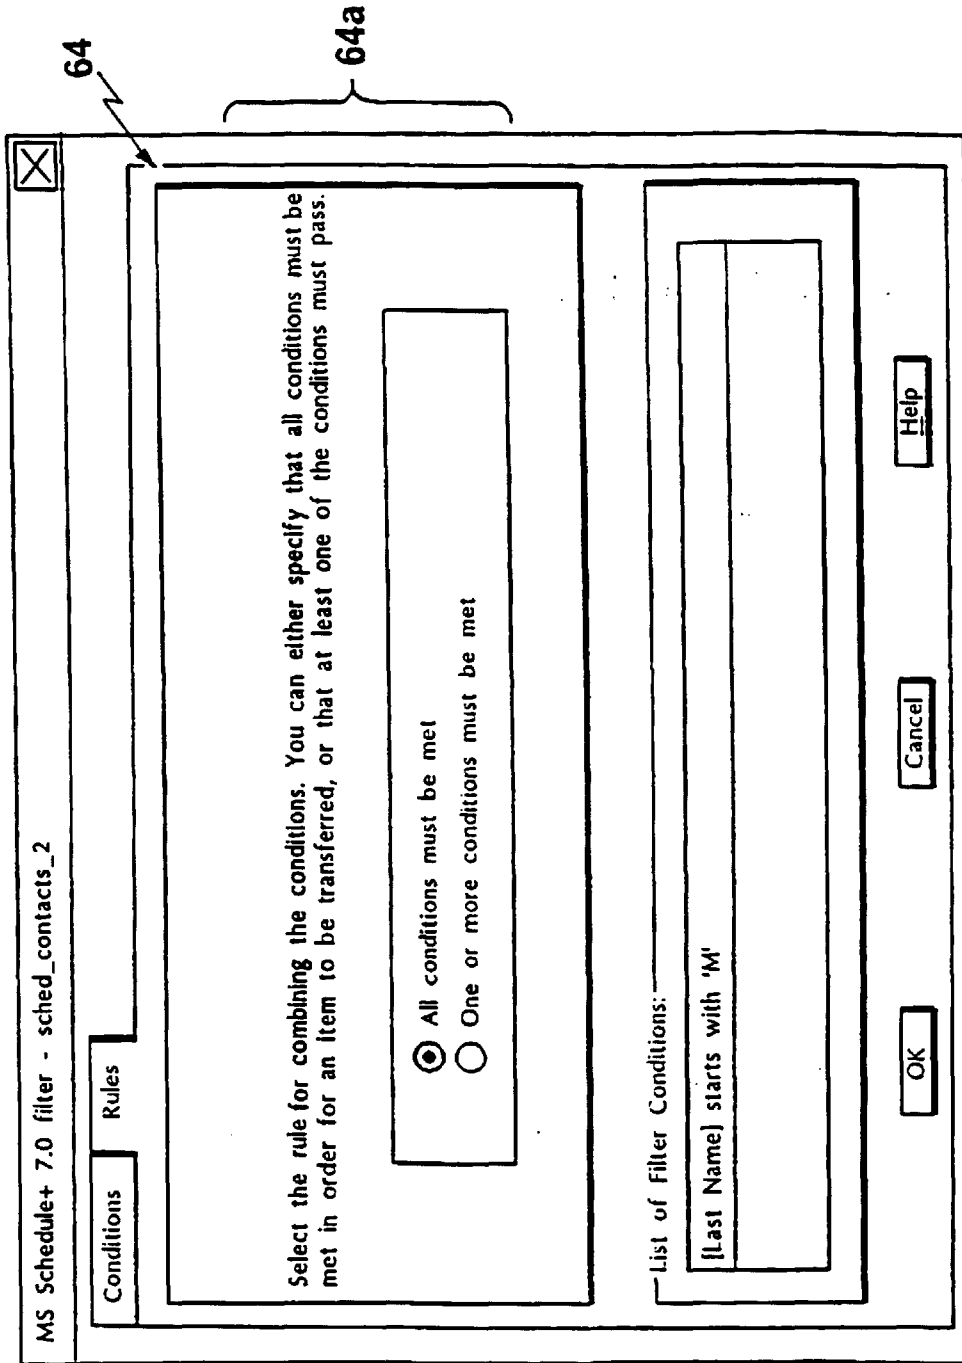 64
64a
MS Schedule+ 7.0 filter - sched_contacts_2
Conditions
Rules
Select the rule for combining the conditions. You can either specify that all conditions must be
met in order for an item to be transferred, or that at least one of the conditions must pass.
All conditions must be met
One or more conditions must be met
List of Filter Conditions:
[Last Name] starts with 'M'
OK
Cancel
Help